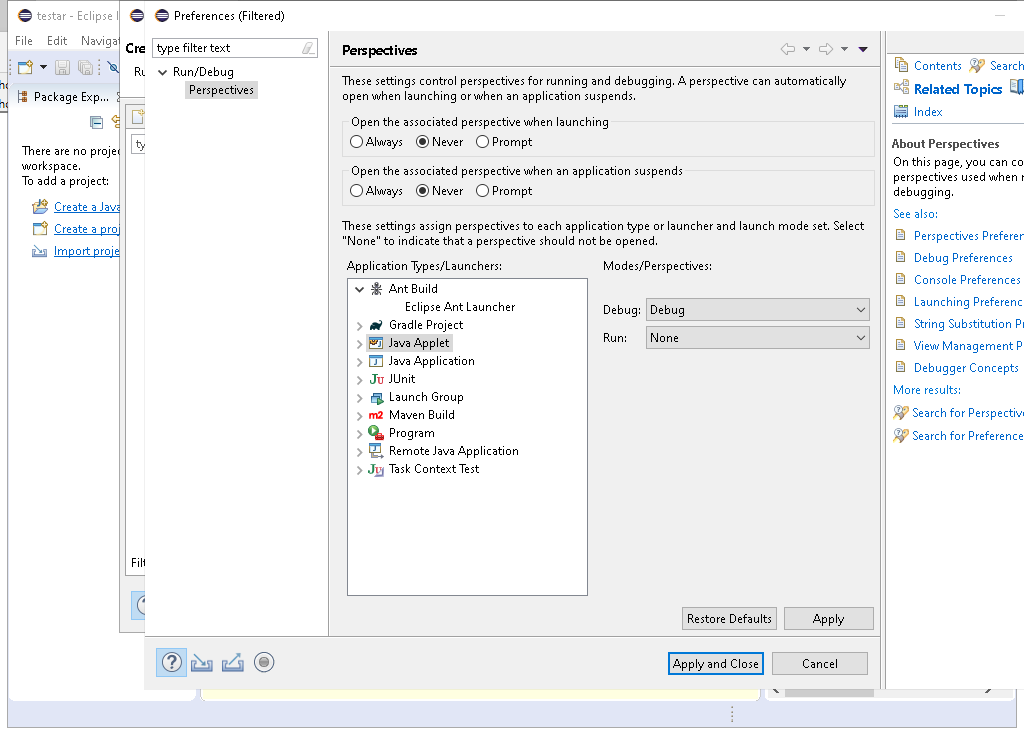 testar - Eclipse I
File Edit Navigat
Package Exp...
There are no projec
workspace.
To add a project:
Create a Java
Create a proj
Import proje
Cre
Ru
ty
Filt
Preferences (Filtered)
type filter text
Run/Debug
Perspectives
Perspectives
These settings control perspectives for running and debugging. A perspective can automatically
open when launching or when an application suspends.
Open the associated perspective when launching
Always Never Prompt
Open the associated perspective when an application suspends
Always Never Prompt
These settings assign perspectives to each application type or launcher and launch mode set. Select
"None" to indicate that a perspective should not be opened.
Application Types/Launchers:
Ant Build
Eclipse Ant Launcher
Gradle Project
Java Applet
Java Application
JUnit
Launch Group
Maven Build
Program
Remote Java Application
Task Context Test
Modes/Perspectives:
Debug: Debug
Run: None
Restore Defaults
Apply
Apply and Close
Cancel
Contents Search
Related Topics
Index
About Perspectives
On this page, you can co
perspectives used when r
debugging.
See also:
Perspectives Preferer
Debug Preferences
Console Preferences
Launching Preferenc
String Substitution Pr
View Management P
Debugger Concepts
More results:
Search for Perspective
Search for Preference